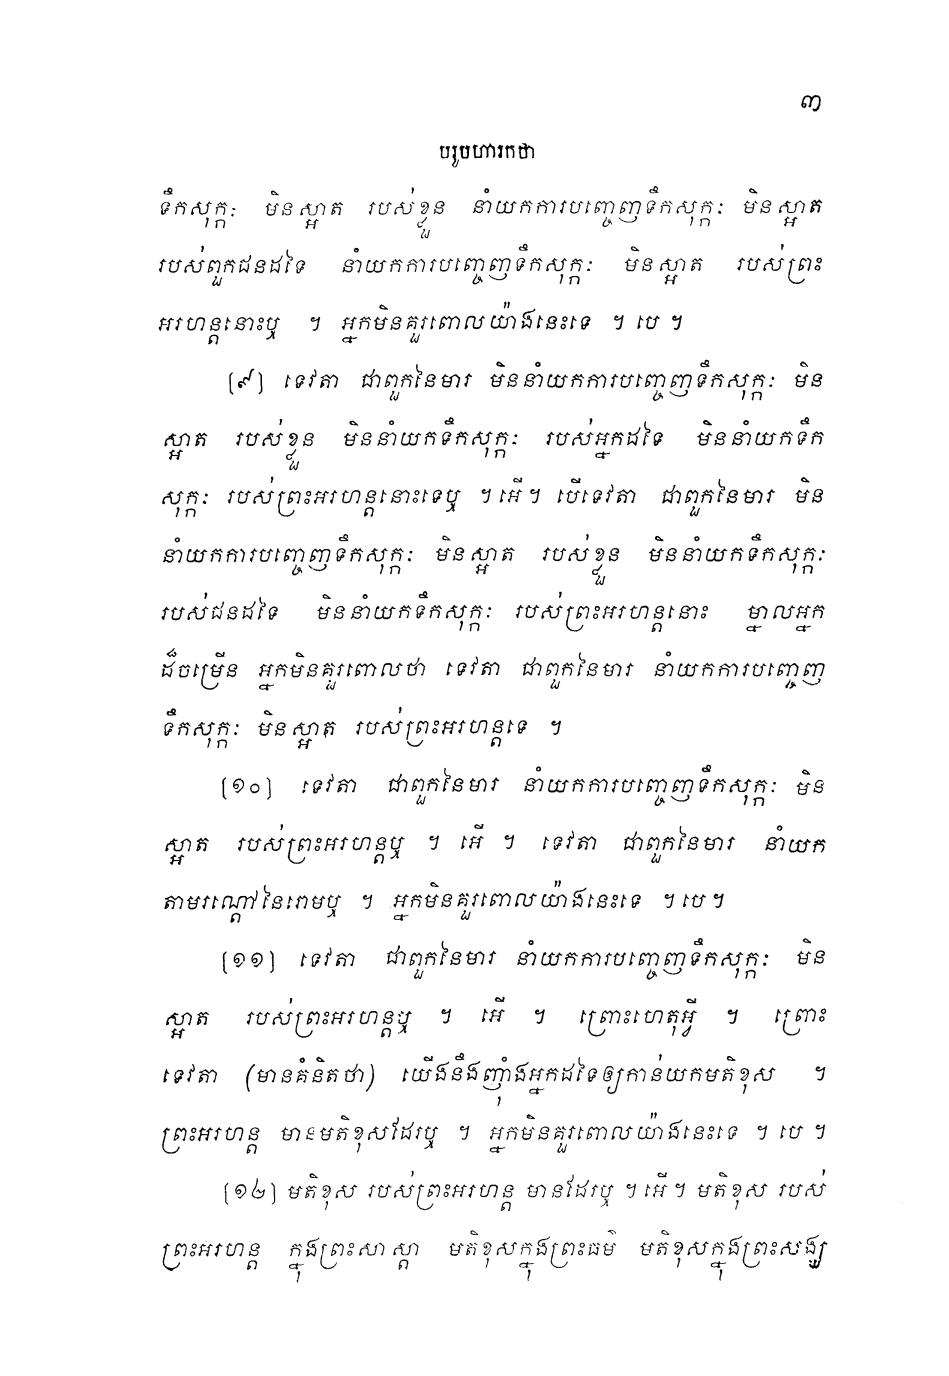 ៣
បរូបហារកថា
ទឹកសុក្កៈ មិនស្អាត របស់ខ្លួន នាំយកការបញ្ចេញទឹកសុក្កៈ មិនស្អាត
របស់ពួកជនដទៃ នាំយកការបញ្ចេញទឹកសុក្កៈ មិនស្អាត របស់ព្រះ
អរហន្តនោះឬ ។ អ្នកមិនគួរពោលយ៉ាងនេះទេ ។ បេ ។
[៩] ទេវតា ជាពួកនៃមារ មិននាំយកការបញ្ចេញទឹកសុក្កៈ មិន
ស្អាត របស់ខ្លួន មិននាំយកទឹកសុក្កៈ របស់អ្នកដទៃ មិននាំយកទឹក
សុក្កៈ របស់ព្រះអរហន្តនោះទេឬ ។ អើ ។ បើទេវតា ជាពួកនៃមារ មិន
នាំយកការបញ្ចេញទឹកសុក្កៈ មិនស្អាត របស់ខ្លួន មិននាំយកទឹកសុក្កៈ
របស់ជនដទៃ មិននាំយកទឹកសុក្កៈ របស់ព្រះអរហន្តនោះ ម្នាលអ្នក
ដ៏ចម្រើន អ្នកមិនគួរពោលថា ទេវតា ជាពួកនៃមារ នាំយកការបញ្ចេញ
ទឹកសុក្កៈ មិនស្អាត របស់ព្រះអរហន្តទេ ។
[១០] ទេវតា ជាពួកនៃមារ នាំយកការបញ្ចេញទឹកសុក្កៈ មិន
ស្អាត របស់ព្រះអរហន្តឬ ។ អើ ។ ទេវតា ជាពួកនៃមារ នាំយក
តាមរណ្តៅនៃរោមឬ ។ អ្នកមិនគួរពោលយ៉ាងនេះទេ ។ បេ ។
[១១] ទេវតា ជាពួកនៃមារ នាំយកការបញ្ចេញទឹកសុក្កៈ មិន
ស្អាត របស់ព្រះអរហន្តឬ ។ អើ ។ ព្រោះហេតុអ្វី ។ ព្រោះ
ទេវតា (មានគំនិតថា) យើងនឹងញ៉ាំងអ្នកដទៃឲ្យកាន់យកមតិខុស ។
ព្រះអរហន្ត មានមតិខុសដែរឬ ។ អ្នកមិនគួរពោលយ៉ាងនេះទេ ។ បេ ។
[១២] មតិខុស របស់ព្រះអរហន្ត មានដែរឬ ។ អើ ។ មតិខុស របស់
ព្រះអរហន្ត ក្នុងព្រះសាស្តា មតិខុសក្នុងព្រះធម៌ មតិខុសក្នុងព្រះសង្ឃ